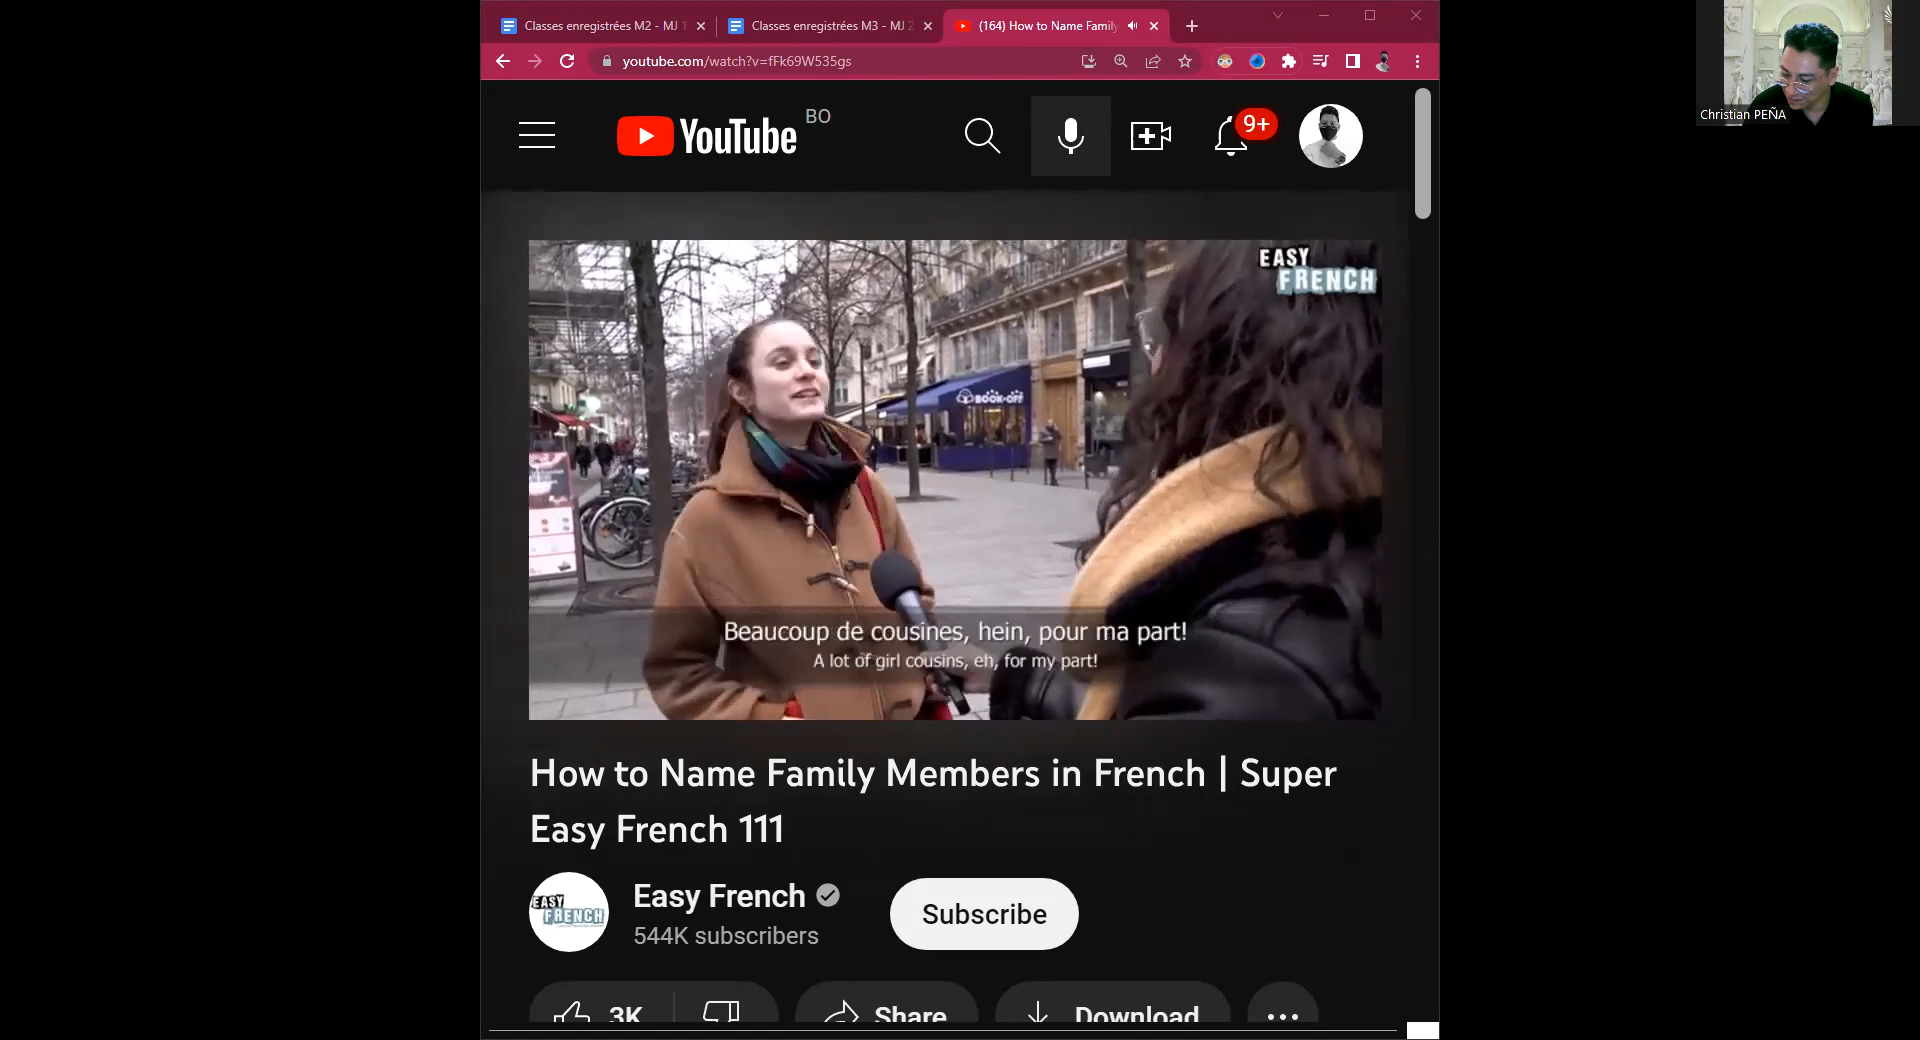 Classes enregistrées M2 - MJ 1
Classes enregistrées M3 - MJ 2
(164) How to Name Family
youtube.com/watch?v=fFk69W535gs
Christian PEÑA
YouTube BO
9+
EASY
FRENCH
BOOK-OFF
Beaucoup de cousines, hein, pour ma part!
A lot of girl cousins, eh, for my part!
How to Name Family Members in French | Super
Easy French 111
EASY
FRENCH
Easy French
544K subscribers
Subscribe
3K
Share
Download